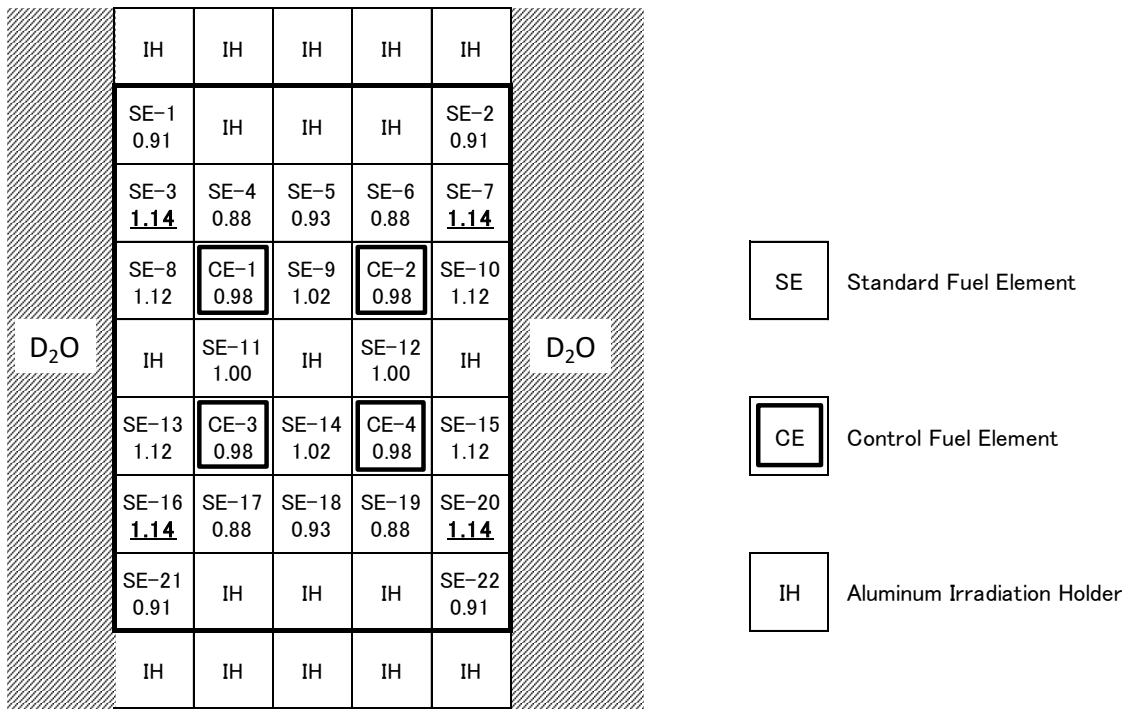 IH IH IH IH IH
SE-1 IH IH IH SE-2
0.91 0.91
SE-3 SE-4 SE-5 SE-6 SE-7
1.14 0.88 0.93 0.88 1.14
SE-8 CE-1 SE-9 CE-2 SE-10
1.12 0.98 1.02 0.98 1.12
D₂O IH SE-11 IH SE-12 IH D₂O
1.00 1.00
SE-13 CE-3 SE-14 CE-4 SE-15
1.12 0.98 1.02 0.98 1.12
SE-16 SE-17 SE-18 SE-19 SE-20
1.14 0.88 0.93 0.88 1.14
SE-21 IH IH IH SE-22
0.91 0.91
IH IH IH IH IH
SE Standard Fuel Element
CE Control Fuel Element
IH Aluminum Irradiation Holder